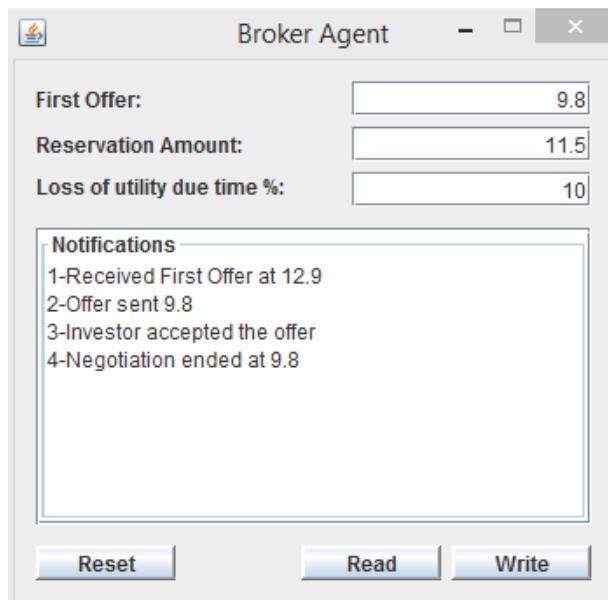 Broker Agent
First Offer: 9.8
Reservation Amount: 11.5
Loss of utility due time %: 10
Notifications
1-Received First Offer at 12.9
2-Offer sent 9.8
3-Investor accepted the offer
4-Negotiation ended at 9.8
Reset Read Write